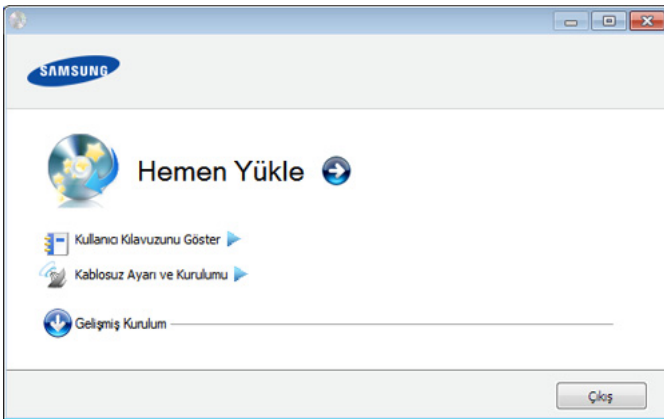 SAMSUNG
Hemen Yükle
Kullanıcı Kılavuzunu Göster
Kablosuz Ayarı ve Kurulumu
Gelişmiş Kurulum
Çıkış